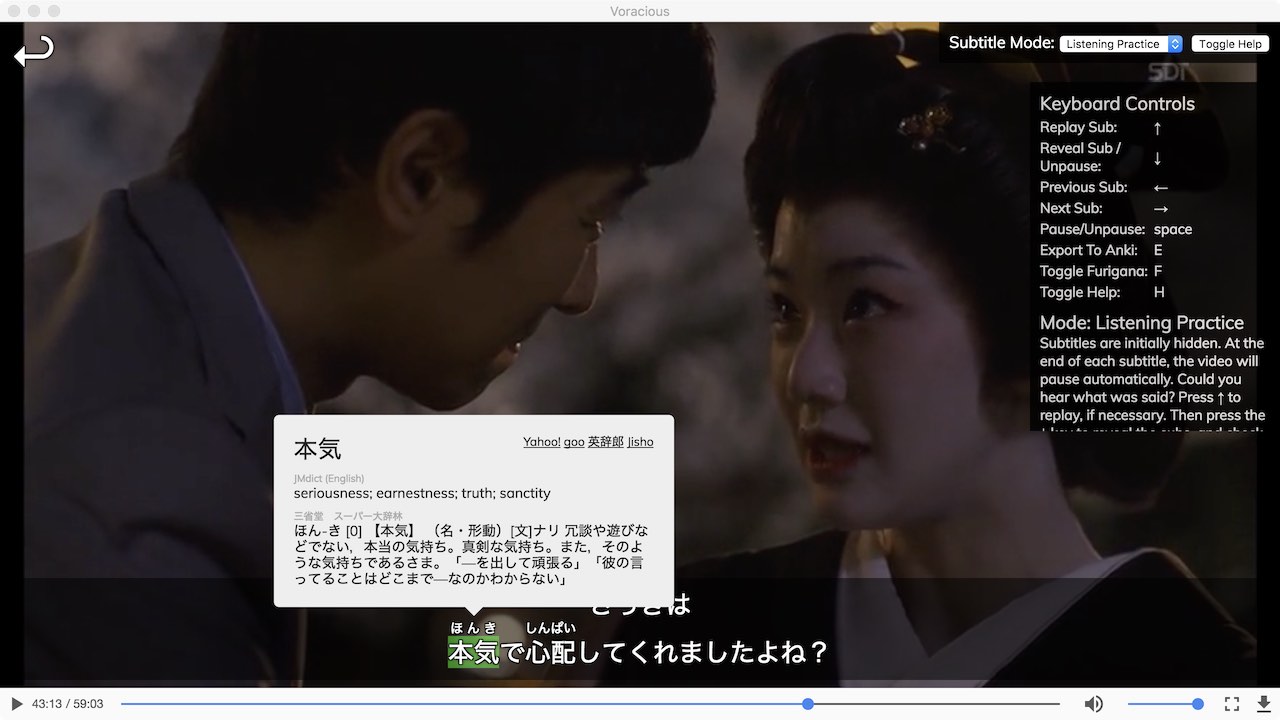 Voracious
Subtitle Mode: Listening Practice Toggle Help
SDT
Keyboard Controls
Replay Sub: ↑
Reveal Sub / Unpause: ↓
Previous Sub: ←
Next Sub: →
Pause/Unpause: space
Export To Anki: E
Toggle Furigana: F
Toggle Help: H
Mode: Listening Practice
Subtitles are initially hidden. At the
end of each subtitle, the video will
pause automatically. Could you
hear what was said? Press ↑ to
replay, if necessary. Then press the
本気 Yahoo! goo 英辞郎 Jisho
JMdict (English)
seriousness; earnestness; truth; sanctity
三省堂 スーパー大辞林
ほん-き [0] 【本気】 （名・形動）[文]ナリ 冗談や遊びな
どでない，本当の気持ち。真剣な気持ち。また，そのよ
うな気持ちであるさま。「―を出して頑張る」「彼の言
ってることはどこまで―なのかわからない」
さっきは
ほんき しんぱい
本気で心配してくれましたよね？
43:13 / 59:03